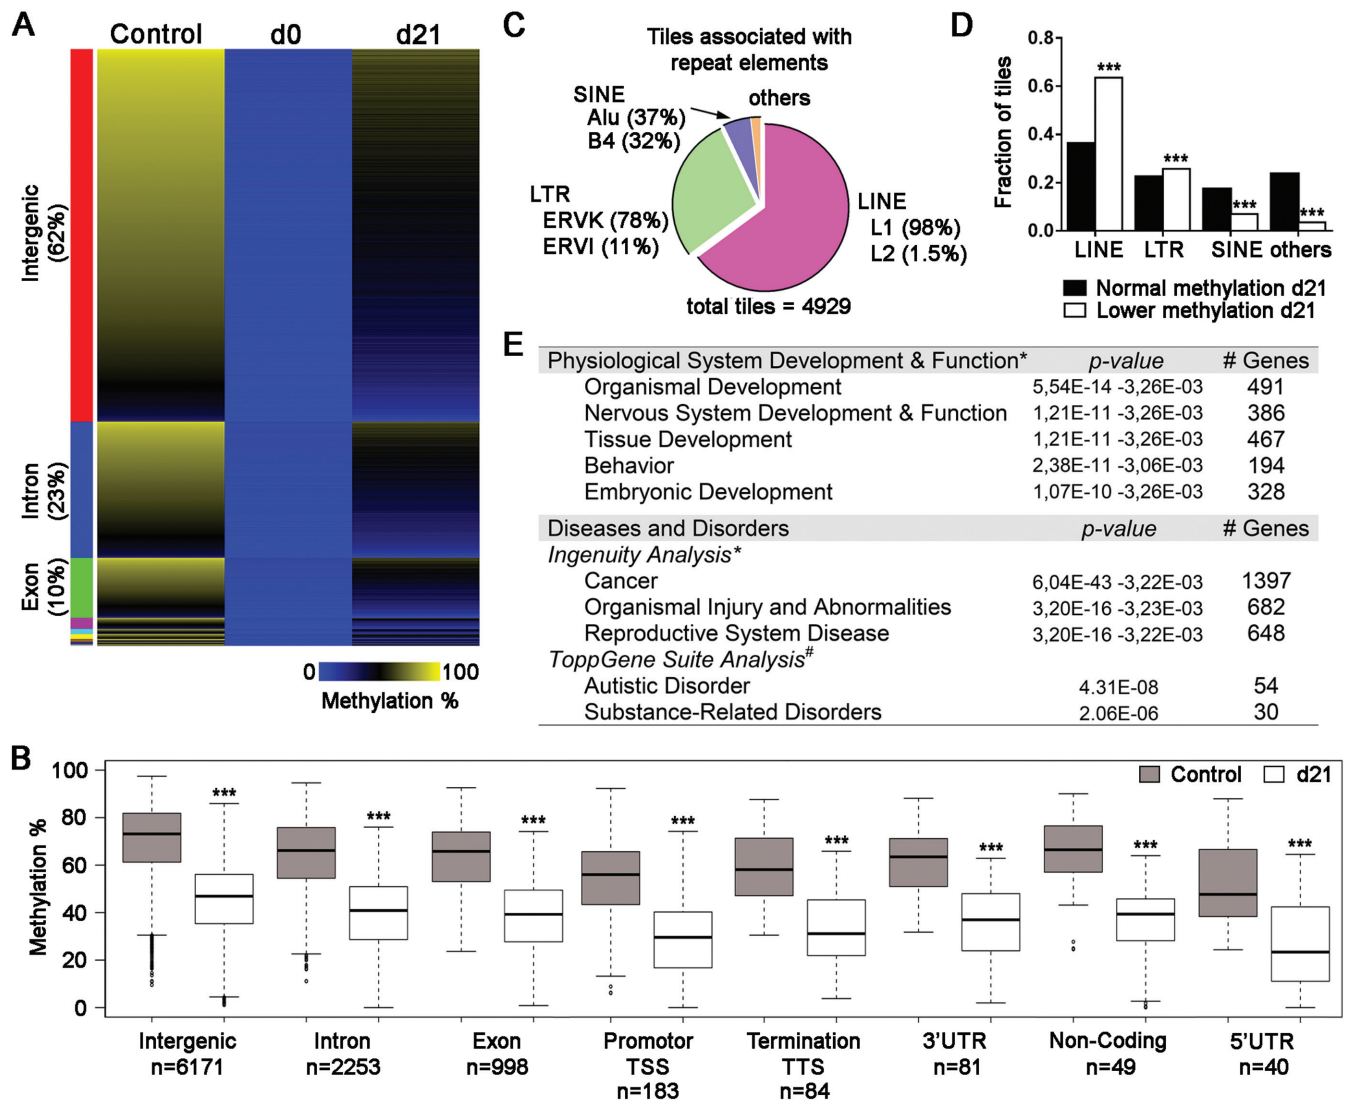 A
Control d0 d21
Intergenic
(62%)
Intron
(23%)
Exon
(10%)
0 100
Methylation %
C
Tiles associated with
repeat elements
SINE
Alu (37%)
B4 (32%)
others
LTR
ERVK (78%)
ERVI (11%)
LINE
L1 (98%)
L2 (1.5%)
total tiles = 4929
D
Fraction of tiles
0.8
0.6
0.4
0.2
0.0
***
***
***
***
LINE LTR SINE others
Normal methylation d21
Lower methylation d21
E
Physiological System Development & Function* p-value # Genes
Organismal Development 5,54E-14 -3,26E-03 491
Nervous System Development & Function 1,21E-11 -3,26E-03 386
Tissue Development 1,21E-11 -3,26E-03 467
Behavior 2,38E-11 -3,06E-03 194
Embryonic Development 1,07E-10 -3,26E-03 328
Diseases and Disorders p-value # Genes
Ingenuity Analysis*
Cancer 6,04E-43 -3,22E-03 1397
Organismal Injury and Abnormalities 3,20E-16 -3,23E-03 682
Reproductive System Disease 3,20E-16 -3,22E-03 648
ToppGene Suite Analysis#
Autistic Disorder 4.31E-08 54
Substance-Related Disorders 2.06E-06 30
B
Methylation %
100
80
60
40
20
0
Control d21
*** *** *** *** *** *** *** ***
Intergenic Intron Exon Promotor Termination 3'UTR Non-Coding 5'UTR
n=6171 n=2253 n=998 TSS TTS n=81 n=49 n=40
n=183 n=84